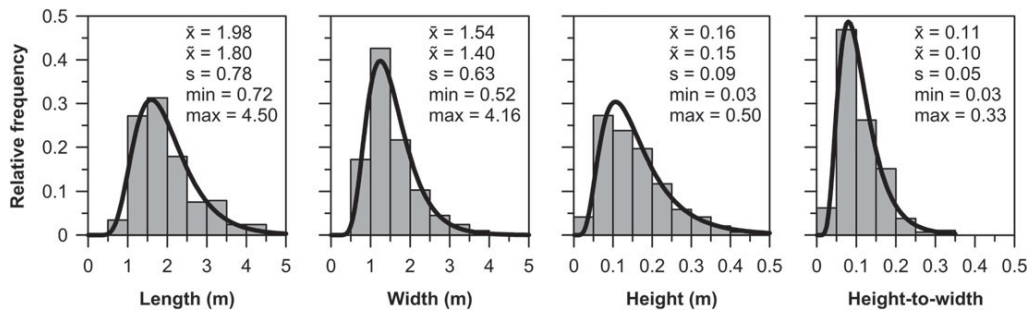 Relative frequency
0.5
0.4
0.3
0.2
0.1
0
x̄ = 1.98
x̃ = 1.80
s = 0.78
min = 0.72
max = 4.50
0 1 2 3 4 5
Length (m)
x̄ = 1.54
x̃ = 1.40
s = 0.63
min = 0.52
max = 4.16
0 1 2 3 4 5
Width (m)
x̄ = 0.16
x̃ = 0.15
s = 0.09
min = 0.03
max = 0.50
0 0.1 0.2 0.3 0.4 0.5
Height (m)
x̄ = 0.11
x̃ = 0.10
s = 0.05
min = 0.03
max = 0.33
0 0.1 0.2 0.3 0.4 0.5
Height-to-width